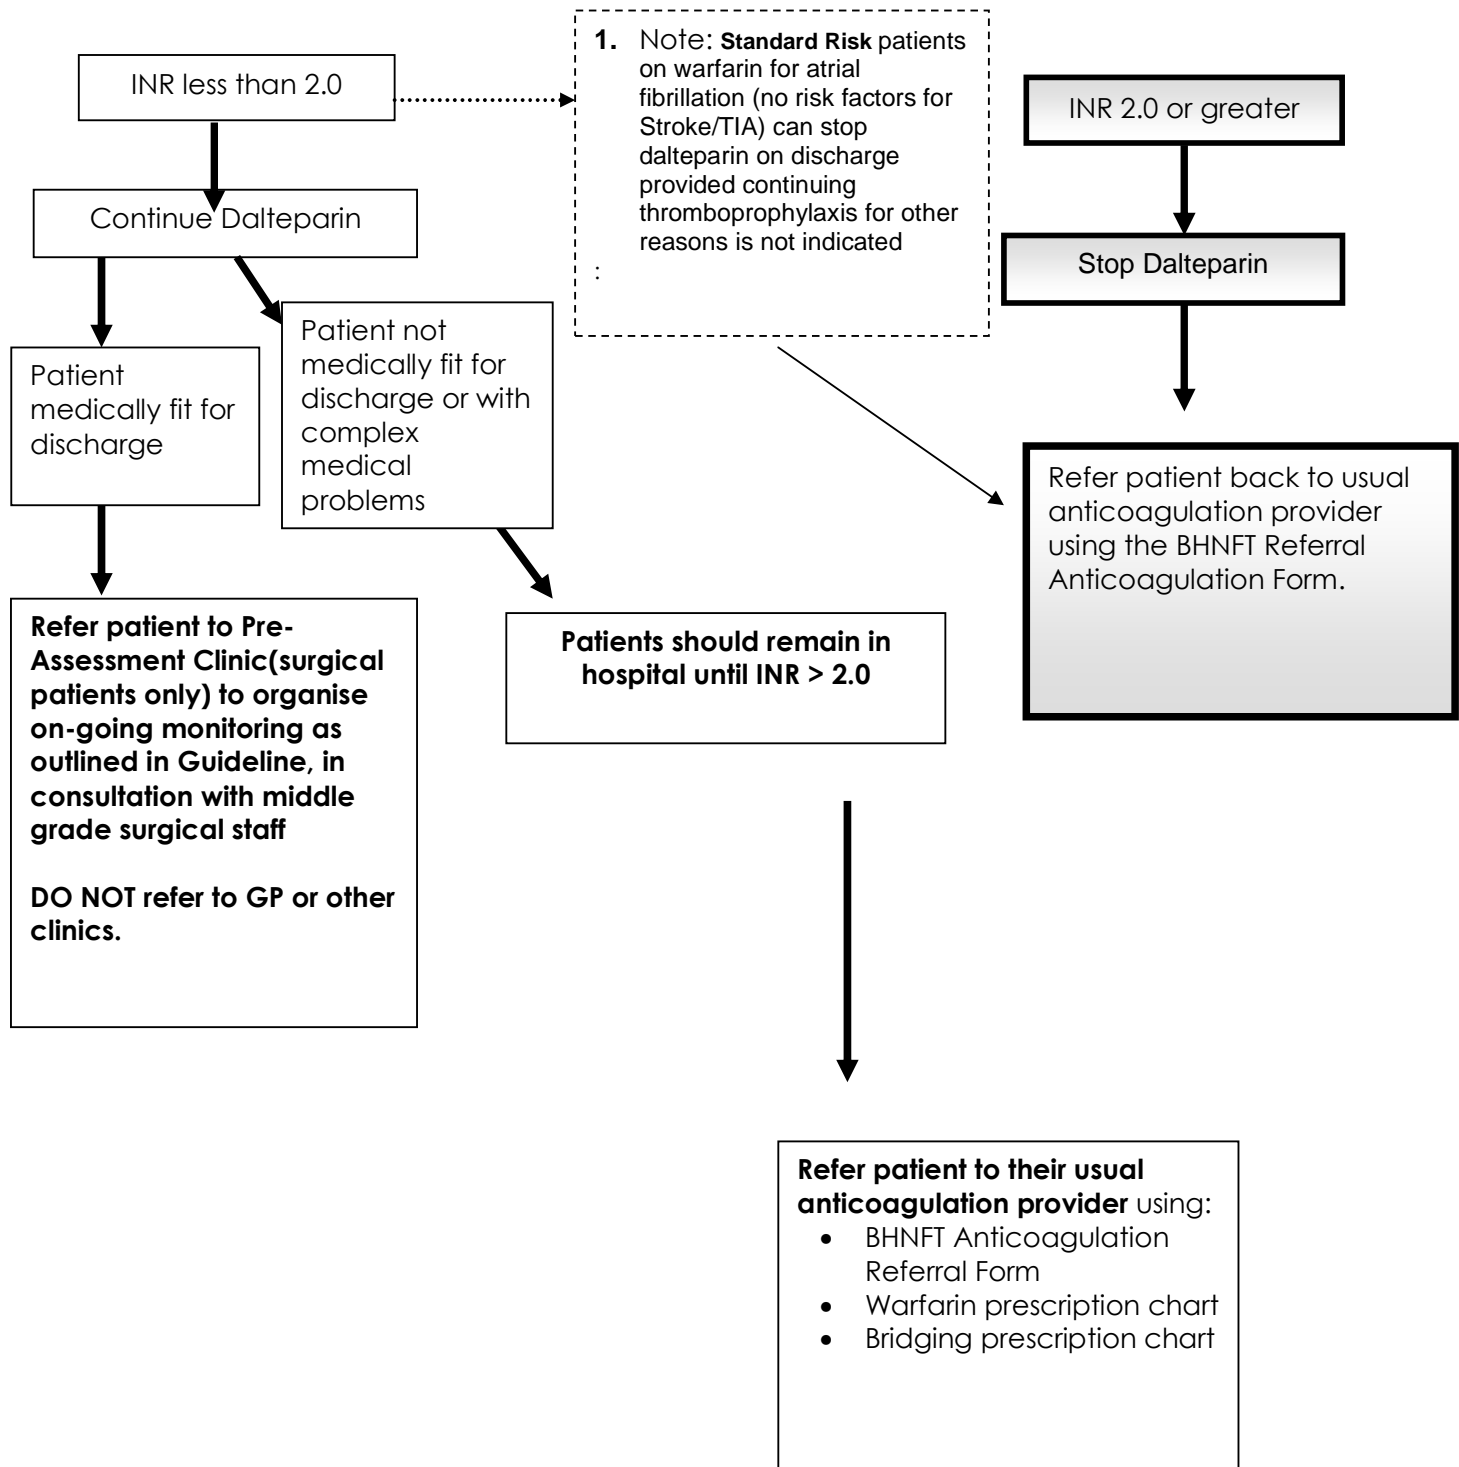 INR less than 2.0
1. Note: Standard Risk patients
on warfarin for atrial
fibrillation (no risk factors for
Stroke/TIA) can stop
dalteparin on discharge
provided continuing
thromboprophylaxis for other
reasons is not indicated
:
INR 2.0 or greater
Continue Dalteparin
Stop Dalteparin
Patient
medically fit for
discharge
Patient not
medically fit for
discharge or with
complex
medical
problems
Refer patient back to usual
anticoagulation provider
using the BHNFT Referral
Anticoagulation Form.
Refer patient to Pre-
Assessment Clinic(surgical
patients only) to organise
on-going monitoring as
outlined in Guideline, in
consultation with middle
grade surgical staff
DO NOT refer to GP or other
clinics.
Patients should remain in
hospital until INR > 2.0
Refer patient to their usual
anticoagulation provider using:
• BHNFT Anticoagulation
Referral Form
• Warfarin prescription chart
• Bridging prescription chart